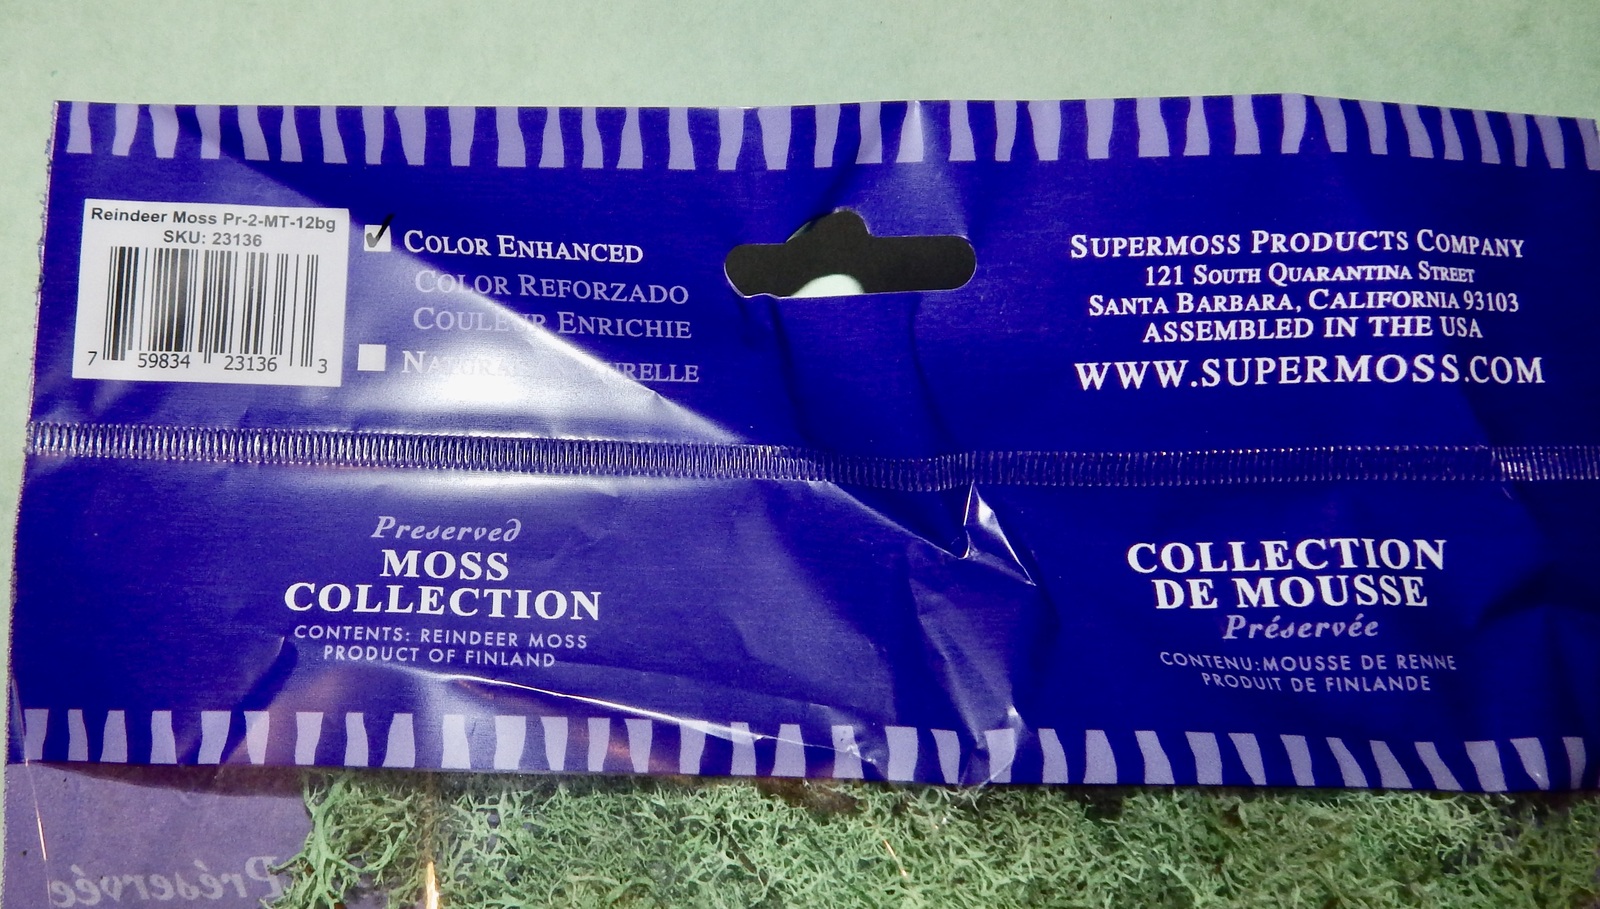 Reindeer Moss Pr-2-MT-12bg
SKU: 23136
7 59834 23136 3
COLOR ENHANCED
COLOR REFORZADO
COULEUR ENRICHIE
SUPERMOSS PRODUCTS COMPANY
121 SOUTH QUARANTINA STREET
SANTA BARBARA, CALIFORNIA 93103
ASSEMBLED IN THE USA
WWW.SUPERMOSS.COM
Preserved
MOSS
COLLECTION
CONTENTS: REINDEER MOSS
PRODUCT OF FINLAND
COLLECTION
DE MOUSSE
Préservée
CONTENU:MOUSSE DE RENNE
PRODUIT DE FINLANDE
Préservée